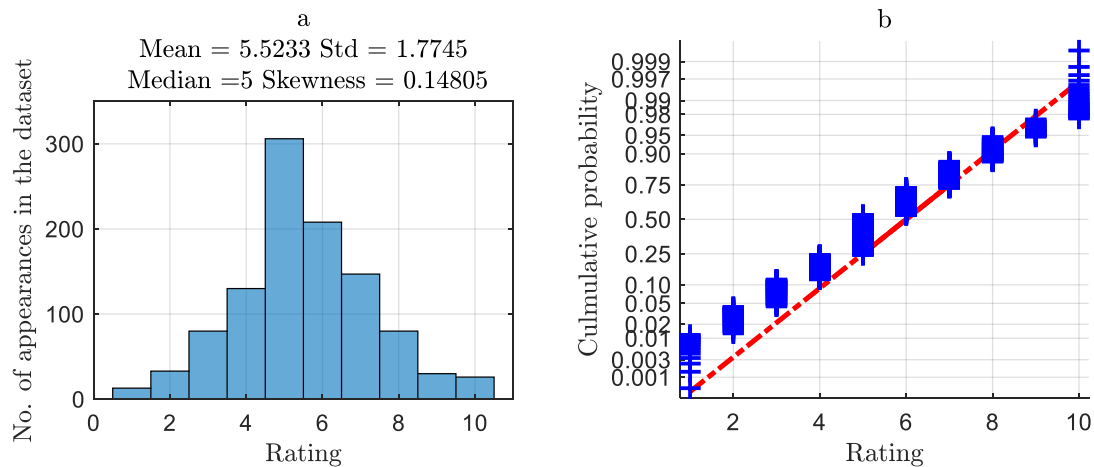 a
Mean = 5.5233 Std = 1.7745
Median =5 Skewness = 0.14805
No. of appearances in the dataset
300
200
100
0
0 2 4 6 8 10
Rating
b
Culmulative probability
0.999
0.997
0.99
0.98
0.95
0.90
0.75
0.50
0.25
0.10
0.05
0.02
0.01
0.003
0.001
2 4 6 8 10
Rating